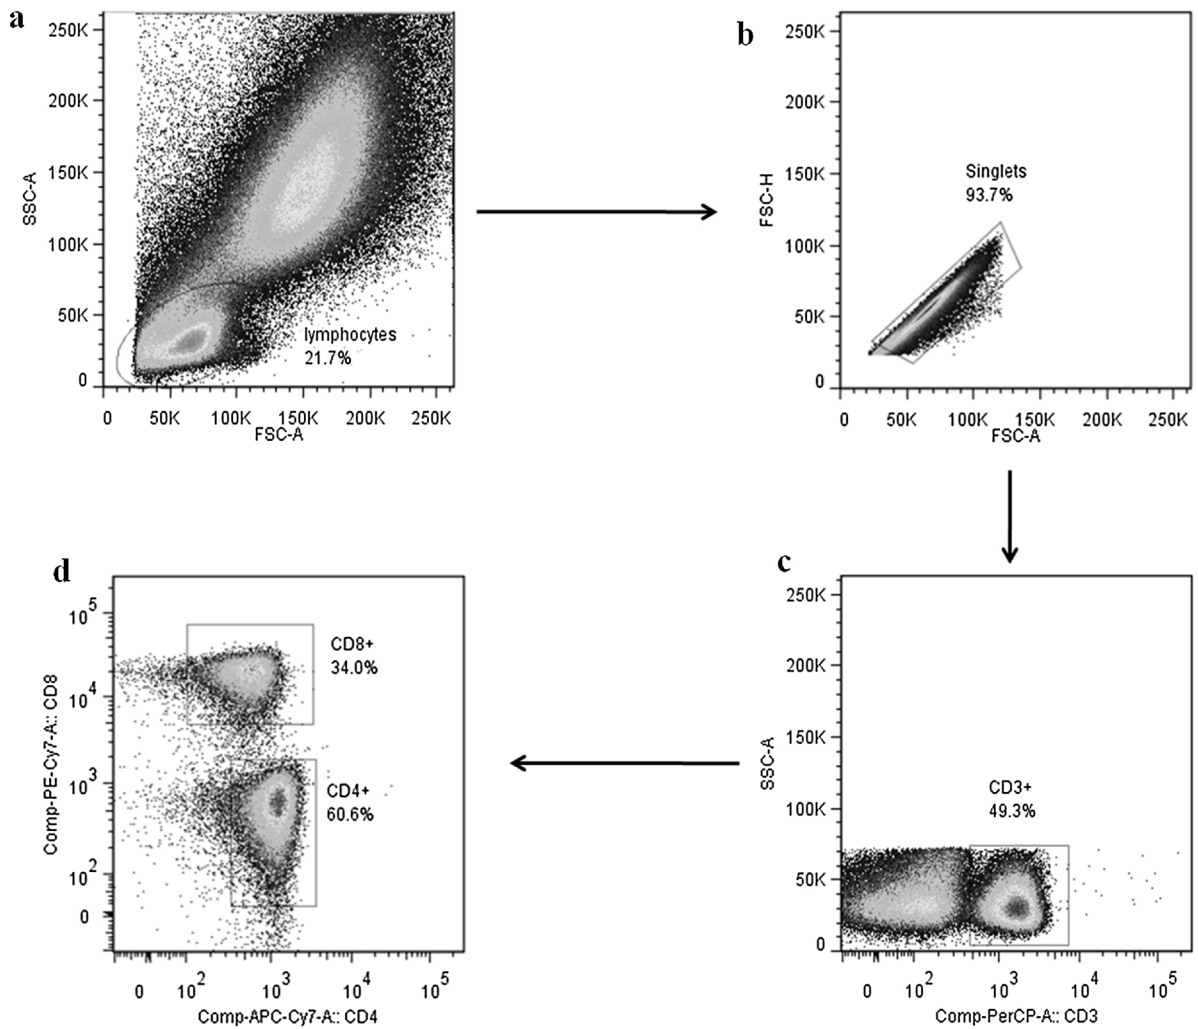 a
250K
200K
150K
100K
50K
0
SSC-A
lymphocytes
21.7%
0 50K 100K 150K 200K 250K
FSC-A
b
250K
200K
150K
100K
50K
0
FSC-H
Singlets
93.7%
0 50K 100K 150K 200K 250K
FSC-A
d
10^5
10^4
10^3
10^2
0
Comp-PE-Cy7-A:: CD8
CD8+
34.0%
CD4+
60.6%
0 10^2 10^3 10^4 10^5
Comp-APC-Cy7-A:: CD4
c
250K
200K
150K
100K
50K
0
SSC-A
CD3+
49.3%
0 10^2 10^3 10^4 10^5
Comp-PerCP-A:: CD3